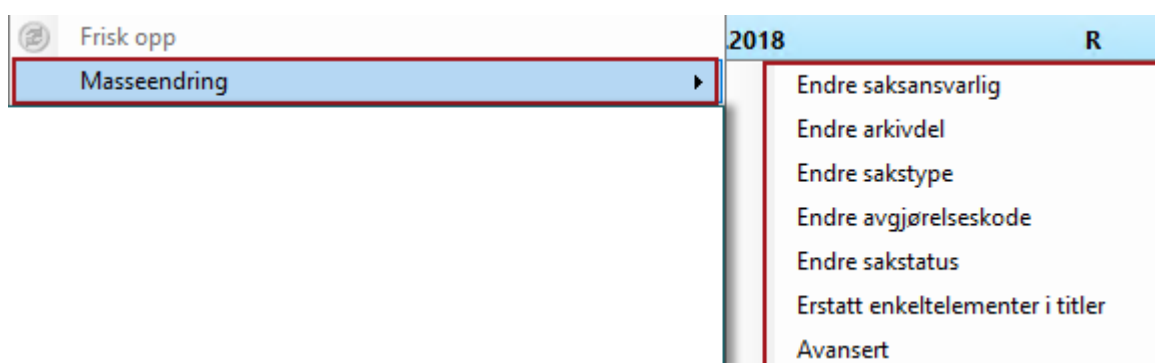 Frisk opp
.2018 R
Masseendring
Endre saksansvarlig
Endre arkivdel
Endre sakstype
Endre avgjørelseskode
Endre sakstatus
Erstatt enkeltelementer i titler
Avansert